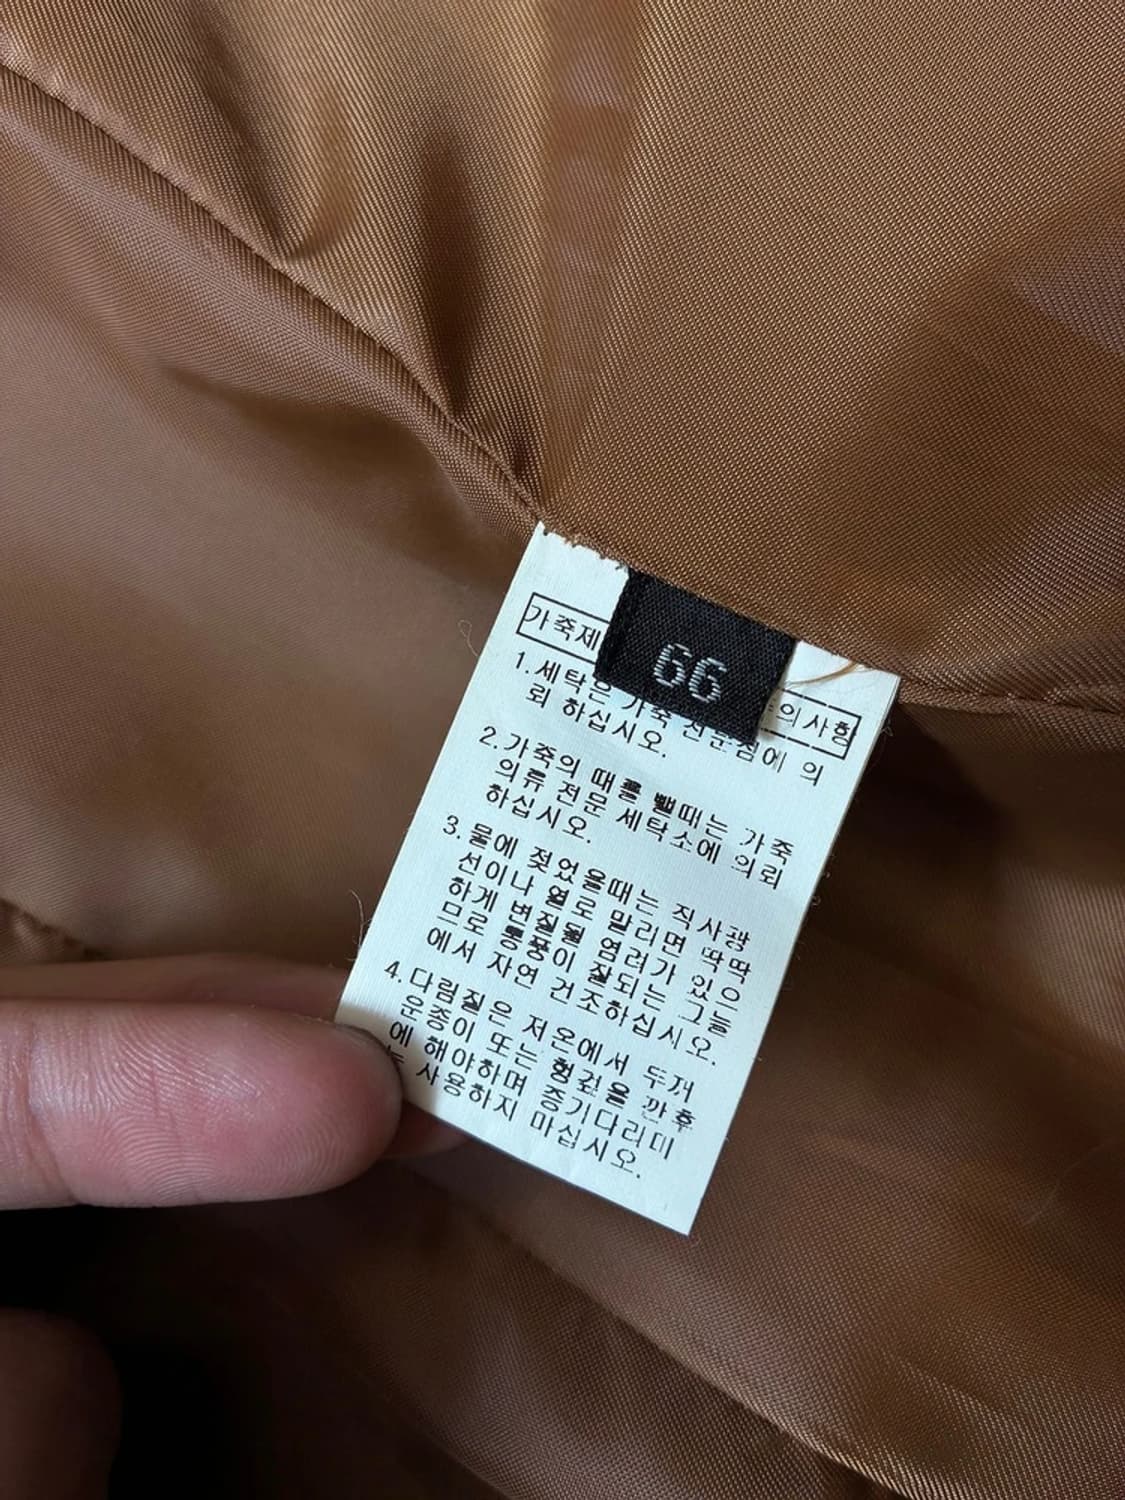 66
가죽제 의사항
1.세탁은 가죽 전문점에 의
뢰 하십시오.
2.가죽의 때를 뺄때는 가죽
의류 전문 세탁소에 의뢰
하십시오.
3.물에 젖었을때는 직사광
선이나 열로 말리면 딱딱
하게 변질될 염려가 있으
므로 통풍이 잘되는 그늘
에서 자연 건조하십시오.
4.다림질은 저온에서 두꺼
운종이 또는 헝겊을 깐후
에 해야하며 증기다리미
는 사용하지 마십시오.